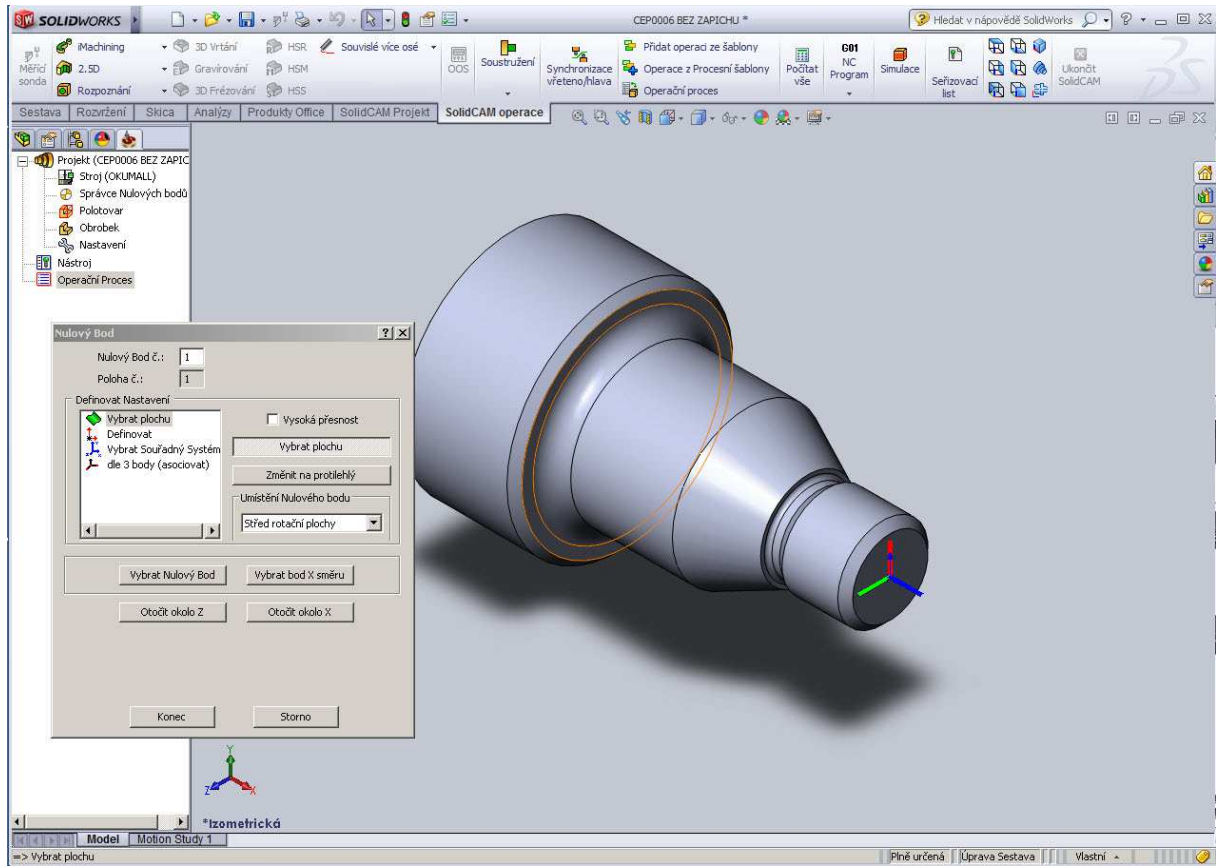 SOLIDWORKS
CEP0006 BEZ ZAPICHU *
Hledat v nápovědě SolidWorks
Měřící sonda
iMachining
2.5D
Rozpoznání
3D Vrtání
Gravírování
3D Frézování
HSR
HSM
HSS
Souvislé více osé
OOS
Soustružení
Synchronizace vřeteno/hlava
Přidat operaci ze šablony
Operace z Procesní šablony
Operační proces
Počítat vše
G01
NC Program
Simulace
Seřizovací list
Ukončit SolidCAM
Sestava
Rozvržení
Skica
Analýzy
Produkty Office
SolidCAM Projekt
SolidCAM operace
Projekt (CEP0006 BEZ ZAPIC
Stroj (OKUMALL)
Správce Nulových bodů
Polotovar
Obrobek
Nastavení
Nástroj
Operační Proces
Nulový Bod
Nulový Bod č.: 1
Poloha č.: 1
Definovat Nastavení
Vybrat plochu
Definovat
Vybrat Souřadný Systém
dle 3 body (asociovat)
Vysoká přesnost
Vybrat plochu
Změnit na protilehlý
Umístění Nulového bodu
Střed rotační plochy
Vybrat Nulový Bod
Vybrat bod X směru
Otočit okolo Z
Otočit okolo X
Konec
Storno
Y
Z
X
*Izometrická
Model
Motion Study 1
=> Vybrat plochu
Plně určená
Úprava Sestava
Vlastní